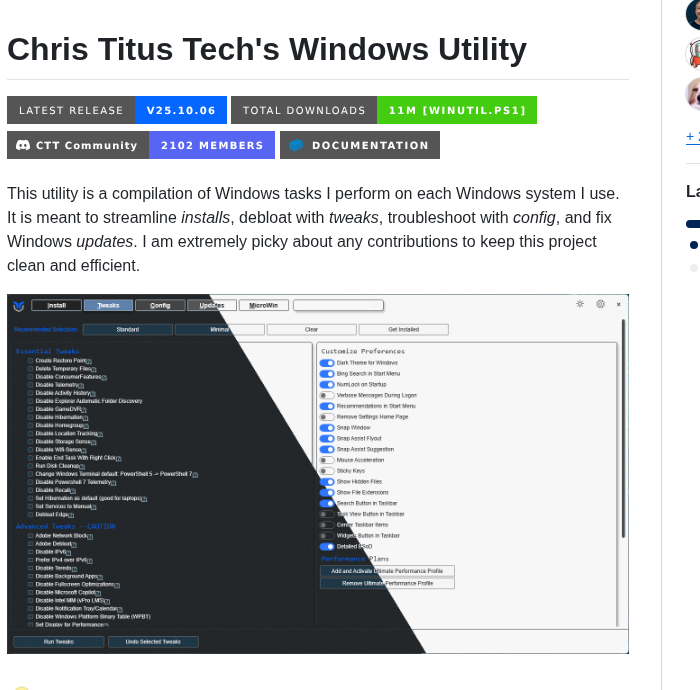 Chris Titus Tech's Windows Utility
LATEST RELEASE V25.10.06 TOTAL DOWNLOADS 11M [WINUTIL.PS1]
CTT Community 2102 MEMBERS DOCUMENTATION
This utility is a compilation of Windows tasks I perform on each Windows system I use.
It is meant to streamline installs, debloat with tweaks, troubleshoot with config, and fix
Windows updates. I am extremely picky about any contributions to keep this project
clean and efficient.
Install Tweaks Config Updates MicroWin
Recommended Selections: Standard Minimal Clear Get Installed
Essential Tweaks
Create Restore Point[?]
Delete Temporary Files[?]
Disable ConsumerFeatures[?]
Disable Telemetry[?]
Disable Activity History[?]
Disable Explorer Automatic Folder Discovery
Disable GameDVR[?]
Disable Hibernation[?]
Disable Homegroup[?]
Disable Location Tracking[?]
Disable Storage Sense[?]
Disable Wifi-Sense[?]
Enable End Task With Right Click[?]
Run Disk Cleanup[?]
Change Windows Terminal default: PowerShell 5 -> PowerShell 7[?]
Disable Powershell 7 Telemetry[?]
Disable Recall[?]
Set Hibernation as default (good for laptops)[?]
Set Services to Manual[?]
Debloat Edge[?]
Advanced Tweaks - CAUTION
Adobe Network Block[?]
Adobe Debloat[?]
Disable IPv6[?]
Prefer IPv4 over IPv6[?]
Disable Teredo[?]
Disable Background Apps[?]
Disable Fullscreen Optimizations[?]
Disable Microsoft Copilot[?]
Disable Intel MM (vPro LMS)[?]
Disable Notification Tray/Calendar[?]
Disable Windows Platform Binary Table (WPBT)
Set Display for Performance[?]
Run Tweaks Undo Selected Tweaks
Customize Preferences
Dark Theme for Windows
Bing Search in Start Menu
NumLock on Startup
Verbose Messages During Logon
Recommendations in Start Menu
Remove Settings Home Page
Snap Window
Snap Assist Flyout
Snap Assist Suggestion
Mouse Acceleration
Sticky Keys
Show Hidden Files
Show File Extensions
Search Button in Taskbar
Task View Button in Taskbar
Center Taskbar Items
Widgets Button in Taskbar
Detailed BSoD
Performance Plans
Add and Activate Ultimate Performance Profile
Remove Ultimate Performance Profile